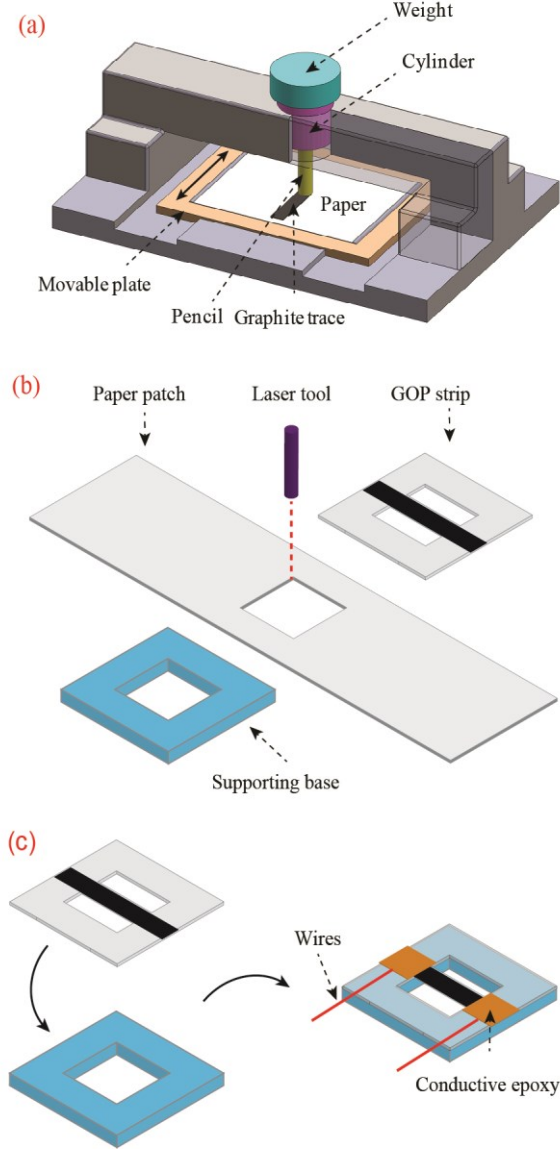 (a)
Weight
Cylinder
Paper
Movable plate
Pencil
Graphite trace
(b)
Paper patch
Laser tool
GOP strip
Supporting base
(c)
Wires
Conductive epoxy